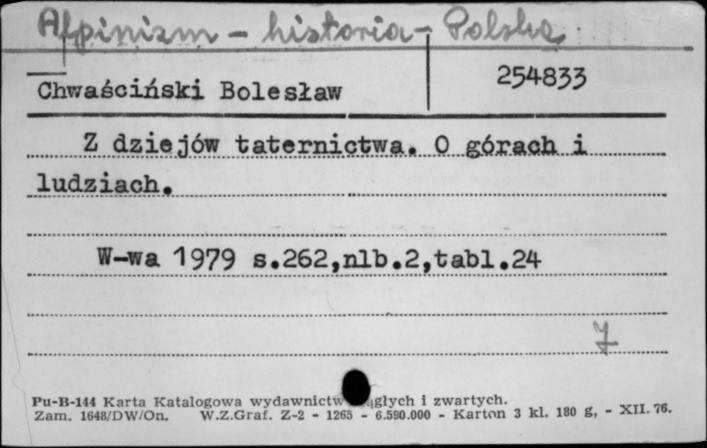 Alpinizm – historia – Polska
Chwaściński Bolesław
254833
Z dziejów taternictwa. O górach i
ludziach.
W-wa 1979 s.262,nlb.2,tabl.24
Pu-B-144 Karta Katalogowa wydawnictw głych i zwartych.
Zam. 1648/DW/On. W.Z.Graf. Z-2 - 1265 - 6.590.000 - Karton 3 kl. 180 g, - XII. 76.